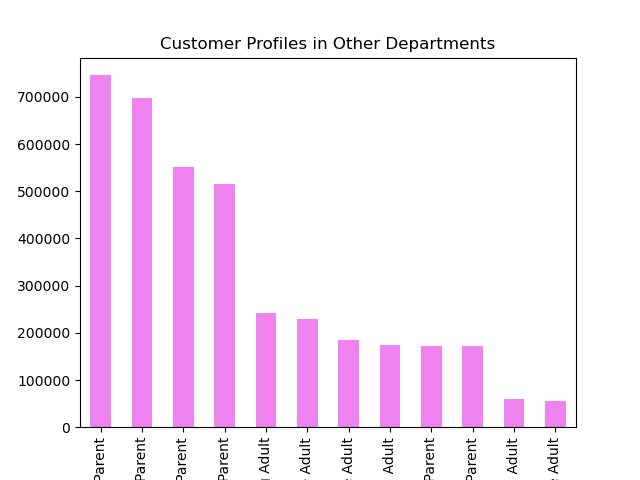 Customer Profiles in Other Departments
700000
600000
500000
400000
300000
200000
100000
0
Parent
Parent
Parent
Parent
Adult
Adult
Adult
Adult
Parent
Parent
Adult
Adult